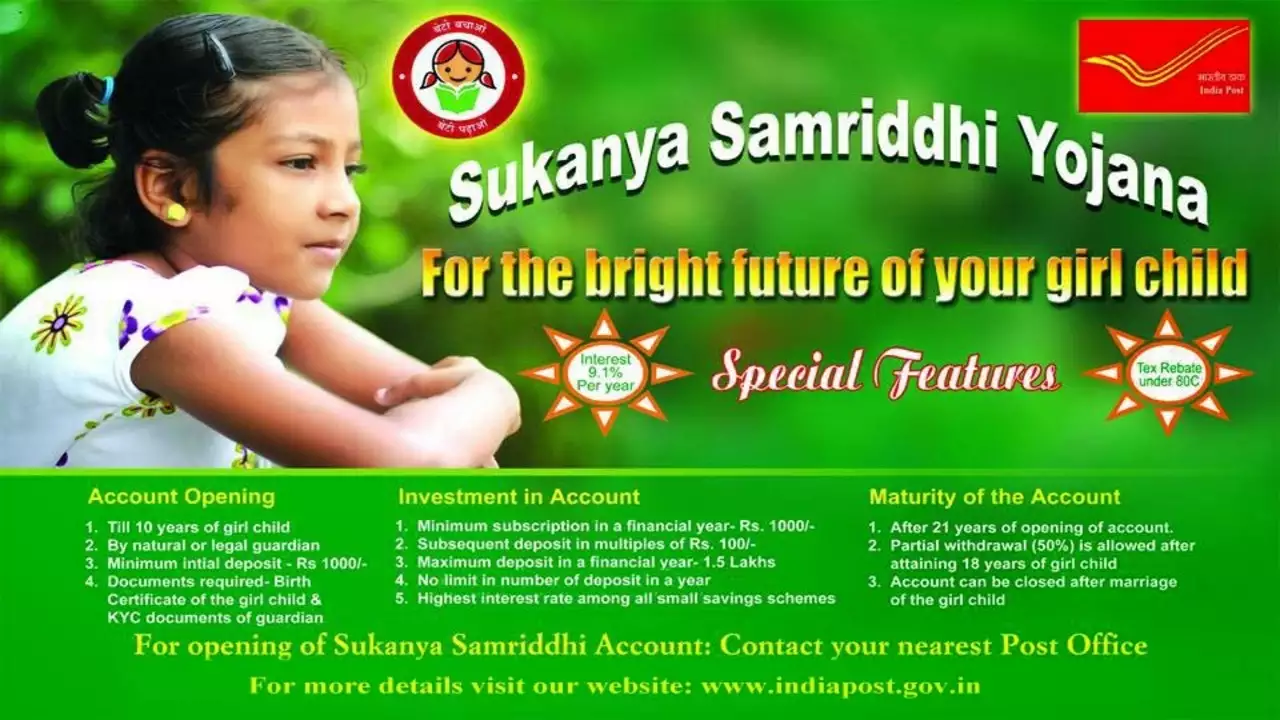 बेटी बचाओ
बेटी पढ़ाओ
भारतीय डाक
India Post
Sukanya Samriddhi Yojana
For the bright future of your girl child
Interest
9.1%
Per year
Special Features
Tex Rebate
under 80C
Account Opening
1. Till 10 years of girl child
2. By natural or legal guardian
3. Minimum intial deposit - Rs 1000/-
4. Documents required- Birth
Certificate of the girl child &
KYC documents of guardian
Investment in Account
1. Minimum subscription in a financial year- Rs. 1000/-
2. Subsequent deposit in multiples of Rs. 100/-
3. Maximum deposit in a financial year- 1.5 Lakhs
4. No limit in number of deposit in a year
5. Highest interest rate among all small savings schemes
Maturity of the Account
1. After 21 years of opening of account.
2. Partial withdrawal (50%) is allowed after
attaining 18 years of girl child
3. Account can be closed after marriage
of the girl child
For opening of Sukanya Samriddhi Account: Contact your nearest Post Office
For more details visit our website: www.indiapost.gov.in